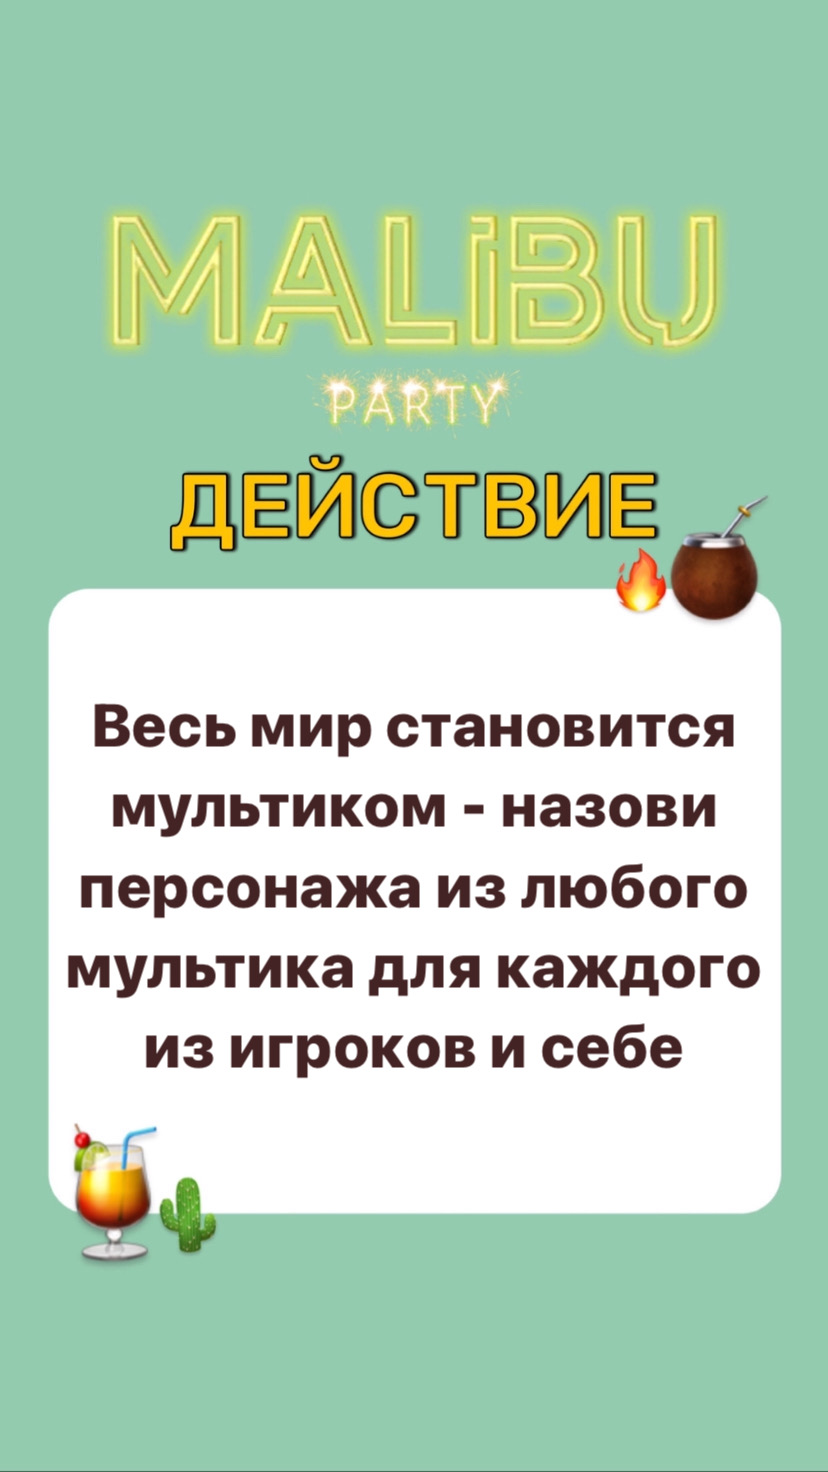 MALiBU
PARTY
ДЕЙСТВИЕ
Весь мир становится
мультиком - назови
персонажа из любого
мультика для каждого
из игроков и себе